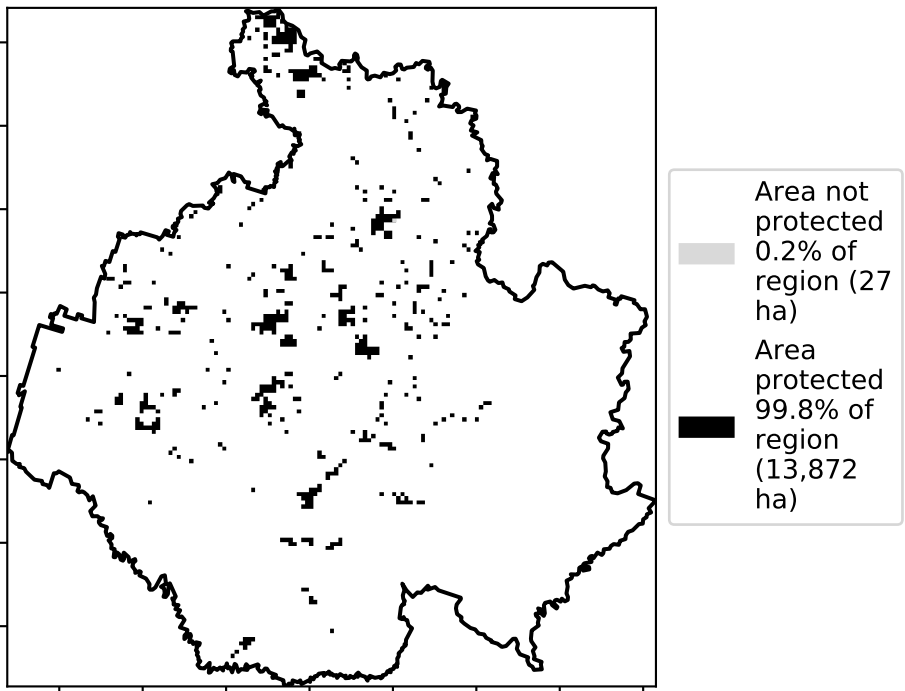 Area not
protected
0.2% of
region (27
ha)
Area
protected
99.8% of
region
(13,872
ha)